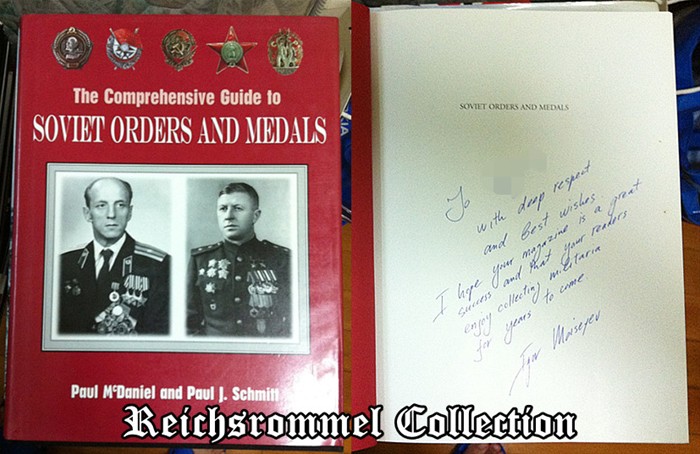 The Comprehensive Guide to
SOVIET ORDERS AND MEDALS
Paul McDaniel and Paul J. Schmitt
SOVIET ORDERS AND MEDALS
To
with deep respect
and Best wishes.
I hope your magazine is a great
success and that your readers
enjoy collecting militaria
for years to come
Igor Moiseyev
Reichsrommel Collection